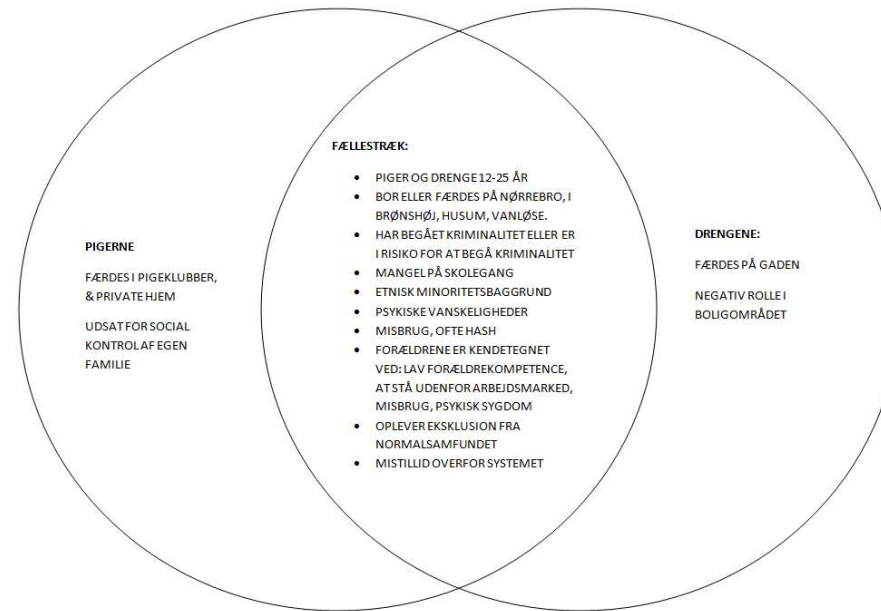 PIGERNE
FÆRDES I PIGEKLUBBER,
& PRIVATE HJEM
UDSAT FOR SOCIAL
KONTROL AF EGEN
FAMILIE
FÆLLESTRÆK:
• PIGER OG DRENGE 12-25 ÅR
• BOR ELLER FÆRDES PÅ NØRREBRO, I
BRØNSHØJ, HUSUM, VANLØSE.
• HAR BEGÅET KRIMINALITET ELLER ER
I RISIKO FOR AT BEGÅ KRIMINALITET
• MANGEL PÅ SKOLEGANG
• ETNISK MINORITETSBAGGRUND
• PSYKISKE VANSKELIGHEDER
• MISBRUG, OFTE HASH
• FORÆLDRENE ER KENDETEGNET
VED: LAV FORÆLDREKOMPETENCE,
AT STÅ UDENFOR ARBEJDSMARKED,
MISBRUG, PSYKISK SYGDOM
• OPLEVER EKSKLUSION FRA
NORMALSAMFUNDET
• MISTILLID OVERFOR SYSTEMET
DRENGENE:
FÆRDES PÅ GADEN
NEGATIV ROLLE I
BOLIGOMRÅDET